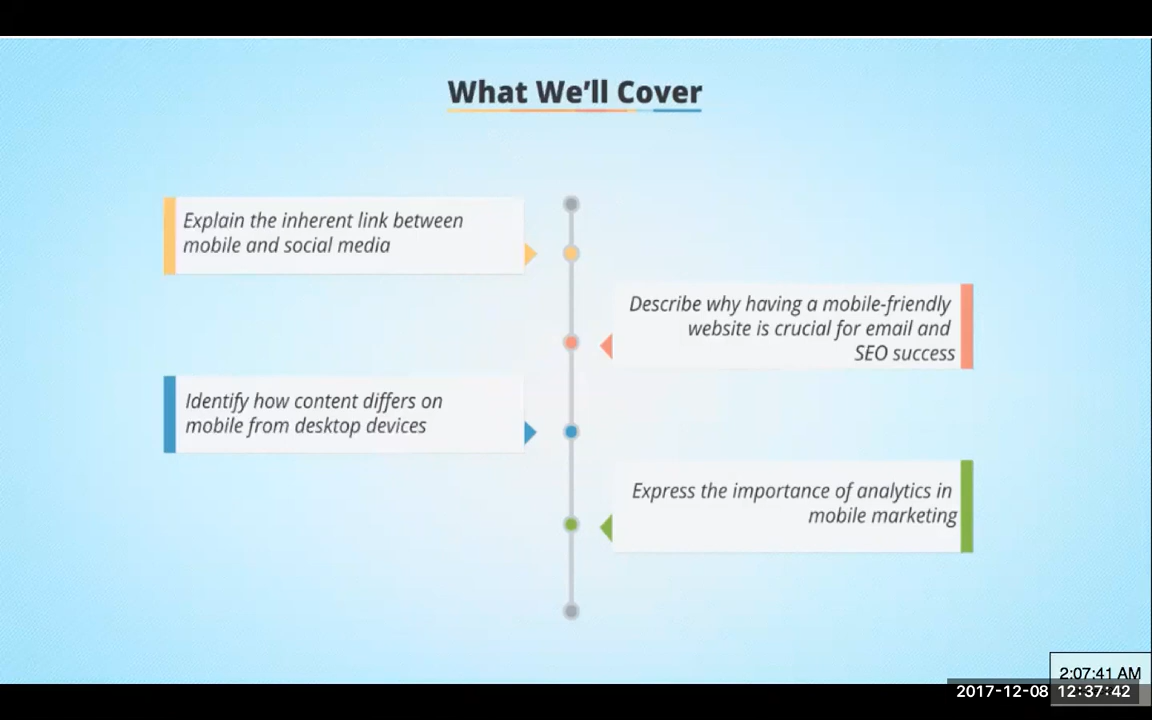 What We'll Cover
Explain the inherent link between
mobile and social media
Describe why having a mobile-friendly
website is crucial for email and
SEO success
Identify how content differs on
mobile from desktop devices
Express the importance of analytics in
mobile marketing
2:07:41 AM
2017-12-08 12:37:42